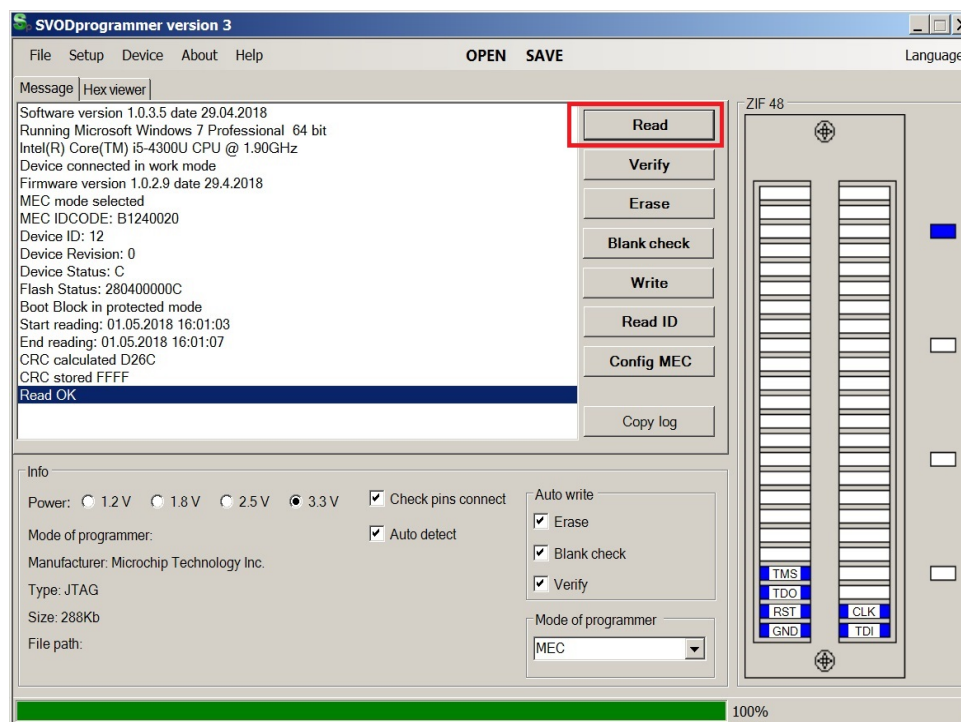 SVODprogrammer version 3
File Setup Device About Help OPEN SAVE Language
Message Hex viewer
Software version 1.0.3.5 date 29.04.2018
Running Microsoft Windows 7 Professional 64 bit
Intel(R) Core(TM) i5-4300U CPU @ 1.90GHz
Device connected in work mode
Firmware version 1.0.2.9 date 29.4.2018
MEC mode selected
MEC IDCODE: B1240020
Device ID: 12
Device Revision: 0
Device Status: C
Flash Status: 280400000C
Boot Block in protected mode
Start reading: 01.05.2018 16:01:03
End reading: 01.05.2018 16:01:07
CRC calculated D26C
CRC stored FFFF
Read OK
Read
Verify
Erase
Blank check
Write
Read ID
Config MEC
Copy log
ZIF 48
TMS
TDO
RST CLK
GND TDI
Info
Power: 1.2 V 1.8 V 2.5 V 3.3 V
Mode of programmer:
Manufacturer: Microchip Technology Inc.
Type: JTAG
Size: 288Kb
File path:
Check pins connect
Auto detect
Auto write
Erase
Blank check
Verify
Mode of programmer
MEC
100%